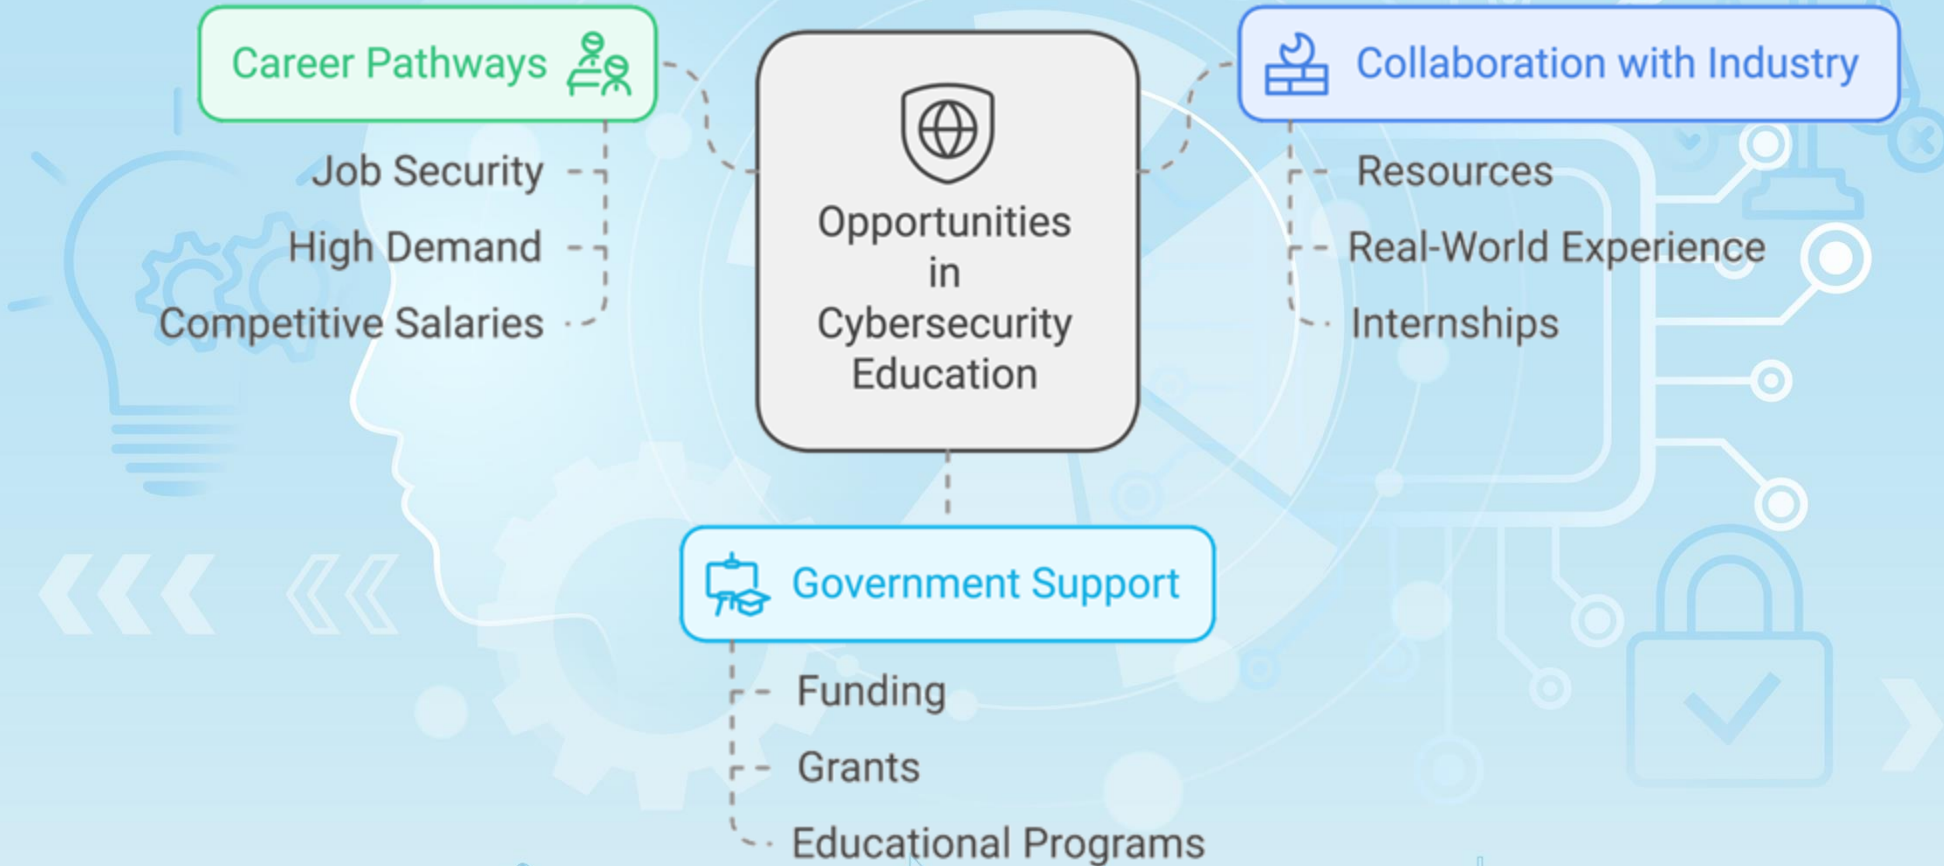 Career Pathways
Job Security
High Demand
Competitive Salaries
Opportunities
in
Cybersecurity
Education
Collaboration with Industry
Resources
Real-World Experience
Internships
Government Support
Funding
Grants
Educational Programs